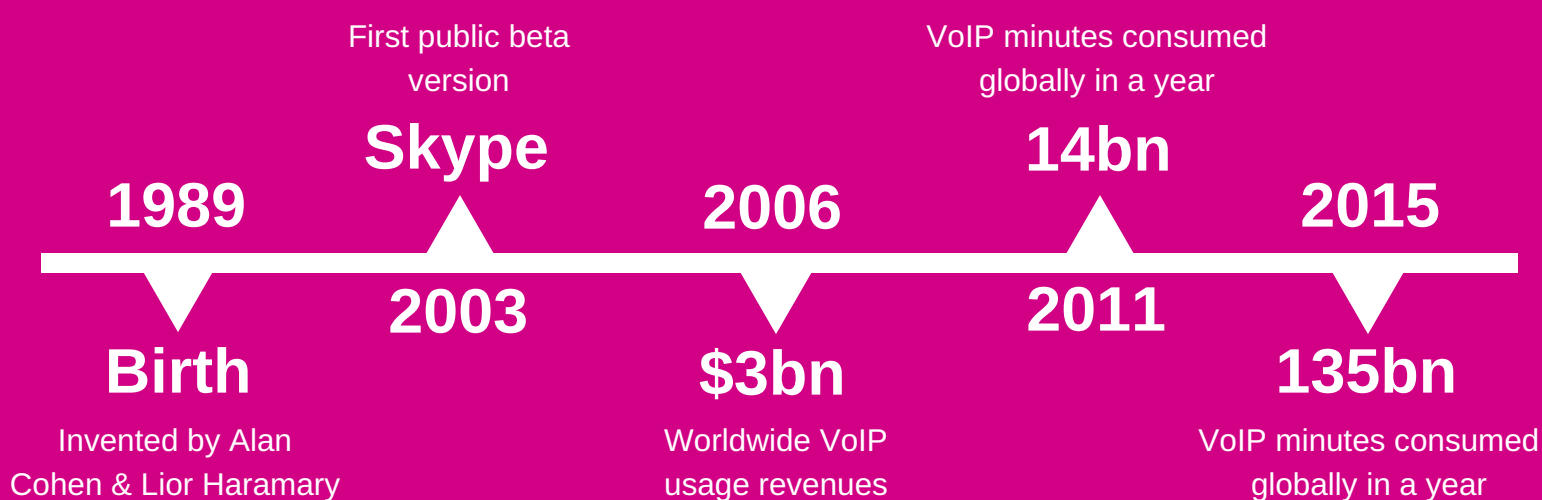 1989
Birth
Invented by Alan
Cohen & Lior Haramary
First public beta
version
Skype
2003
2006
$3bn
Worldwide VoIP
usage revenues
VoIP minutes consumed
globally in a year
14bn
2011
2015
135bn
VoIP minutes consumed
globally in a year